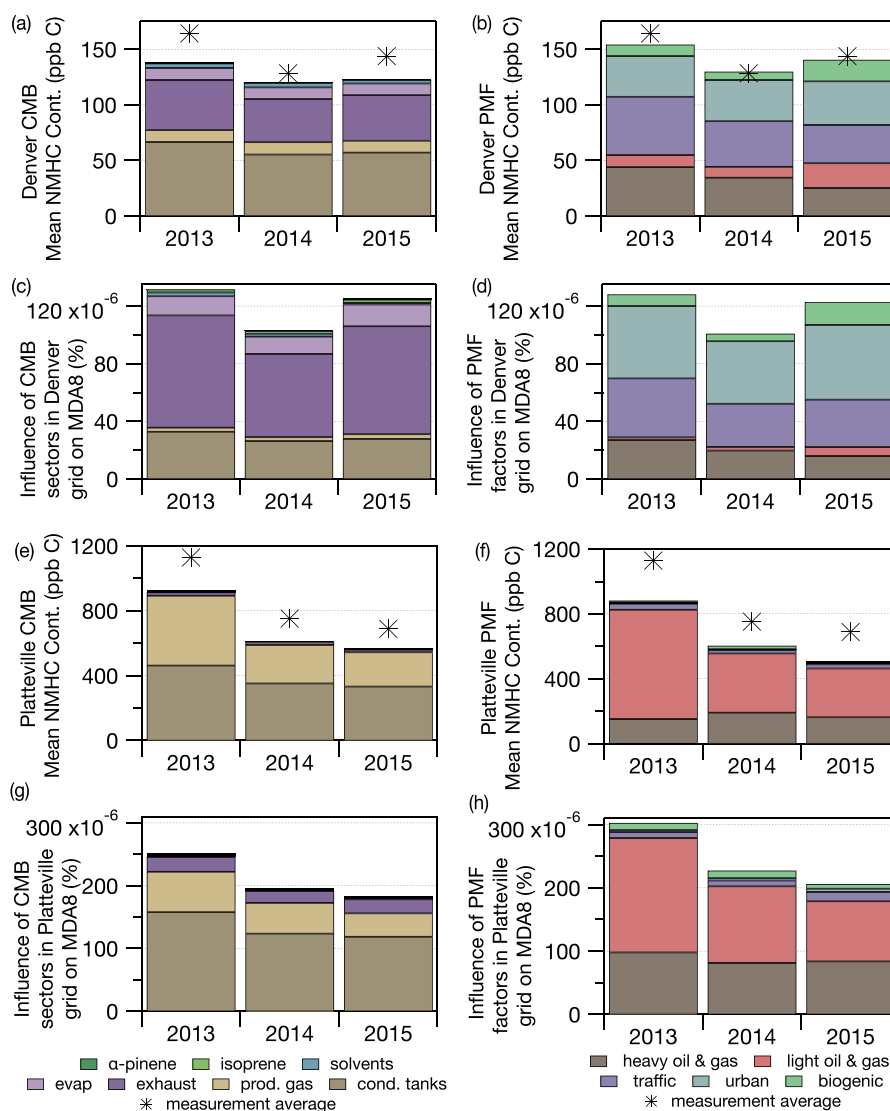 (a)
Denver CMB
Mean NMHC Cont. (ppb C)
150
100
50
0
2013
2014
2015
(b)
Denver PMF
Mean NMHC Cont. (ppb C)
150
100
50
0
2013
2014
2015
(c)
Influence of CMB
sectors in Denver
grid on MDA8 (%)
120 x10⁻⁶
80
40
0
2013
2014
2015
(d)
Influence of PMF
factors in Denver
grid on MDA8 (%)
120 x10⁻⁶
80
40
0
2013
2014
2015
(e)
Platteville CMB
Mean NMHC Cont. (ppb C)
1200
800
400
0
2013
2014
2015
(f)
Platteville PMF
Mean NMHC Cont. (ppb C)
1200
800
400
0
2013
2014
2015
(g)
Influence of CMB
sectors in Platteville
grid on MDA8 (%)
300 x10⁻⁶
200
100
0
2013
2014
2015
(h)
Influence of PMF
factors in Platteville
grid on MDA8 (%)
300 x10⁻⁶
200
100
0
2013
2014
2015
α-pinene isoprene solvents
evap exhaust prod. gas cond. tanks
measurement average
heavy oil & gas light oil & gas
traffic urban biogenic
measurement average